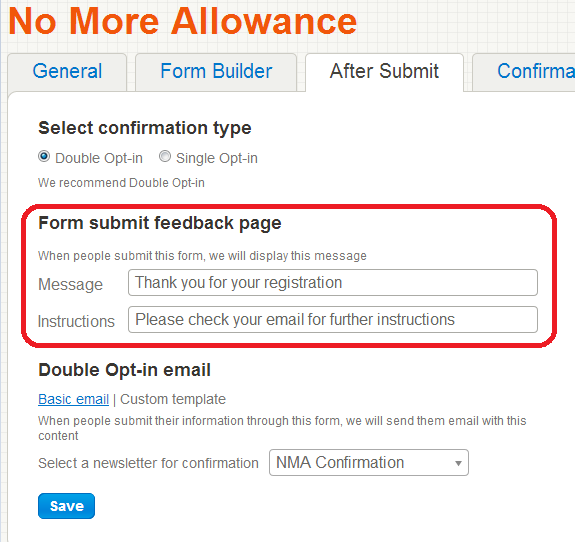 No More Allowance
General Form Builder After Submit Confirma
Select confirmation type
Double Opt-in Single Opt-in
We recommend Double Opt-in
Form submit feedback page
When people submit this form, we will display this message
Message Thank you for your registration
Instructions Please check your email for further instructions
Double Opt-in email
Basic email | Custom template
When people submit their information through this form, we will send them email with this
content
Select a newsletter for confirmation NMA Confirmation
Save